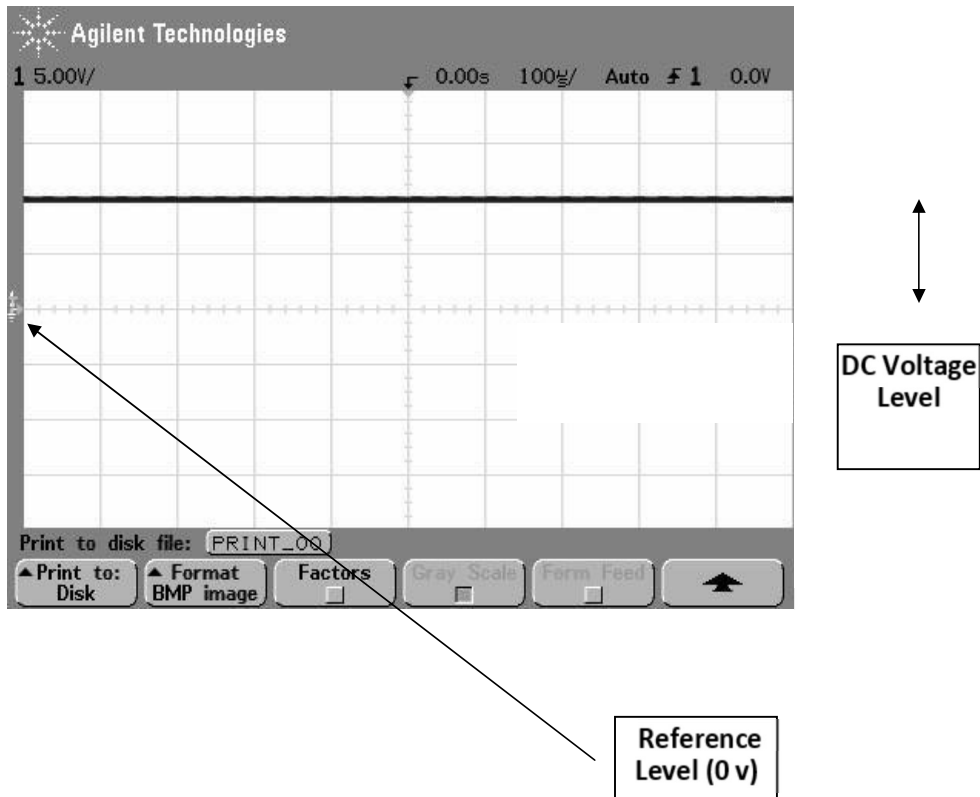 Agilent Technologies
1 5.00V/ 0.00s 100µs/ Auto 1 0.0V
DC Voltage
Level
Print to disk file: PRINT_00
Print to:
Disk
Format
BMP image
Factors
Gray Scale
Form Feed
Reference
Level (0 v)